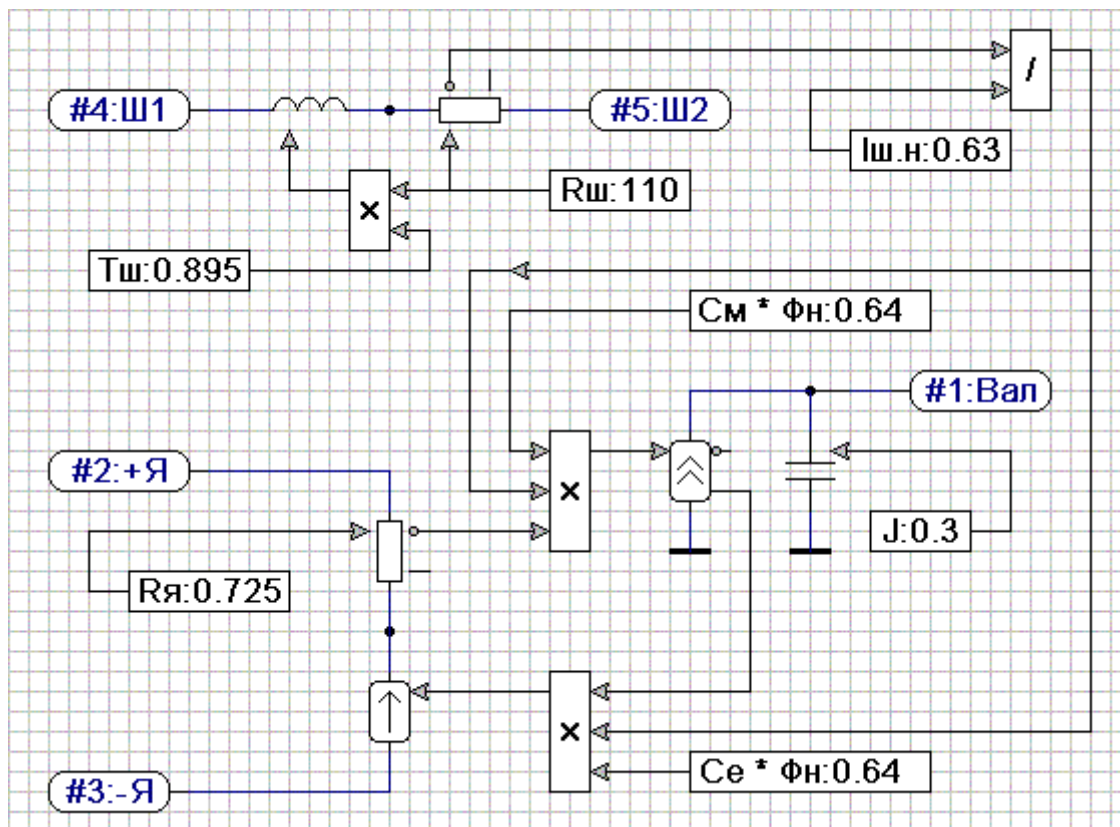 /
#4:Ш1
#5:Ш2
Iш.н:0.63
Rш:110
×
Tш:0.895
См * Фн:0.64
#1:Вал
#2:+Я
×
J:0.3
Rя:0.725
×
Се * Фн:0.64
#3:-Я